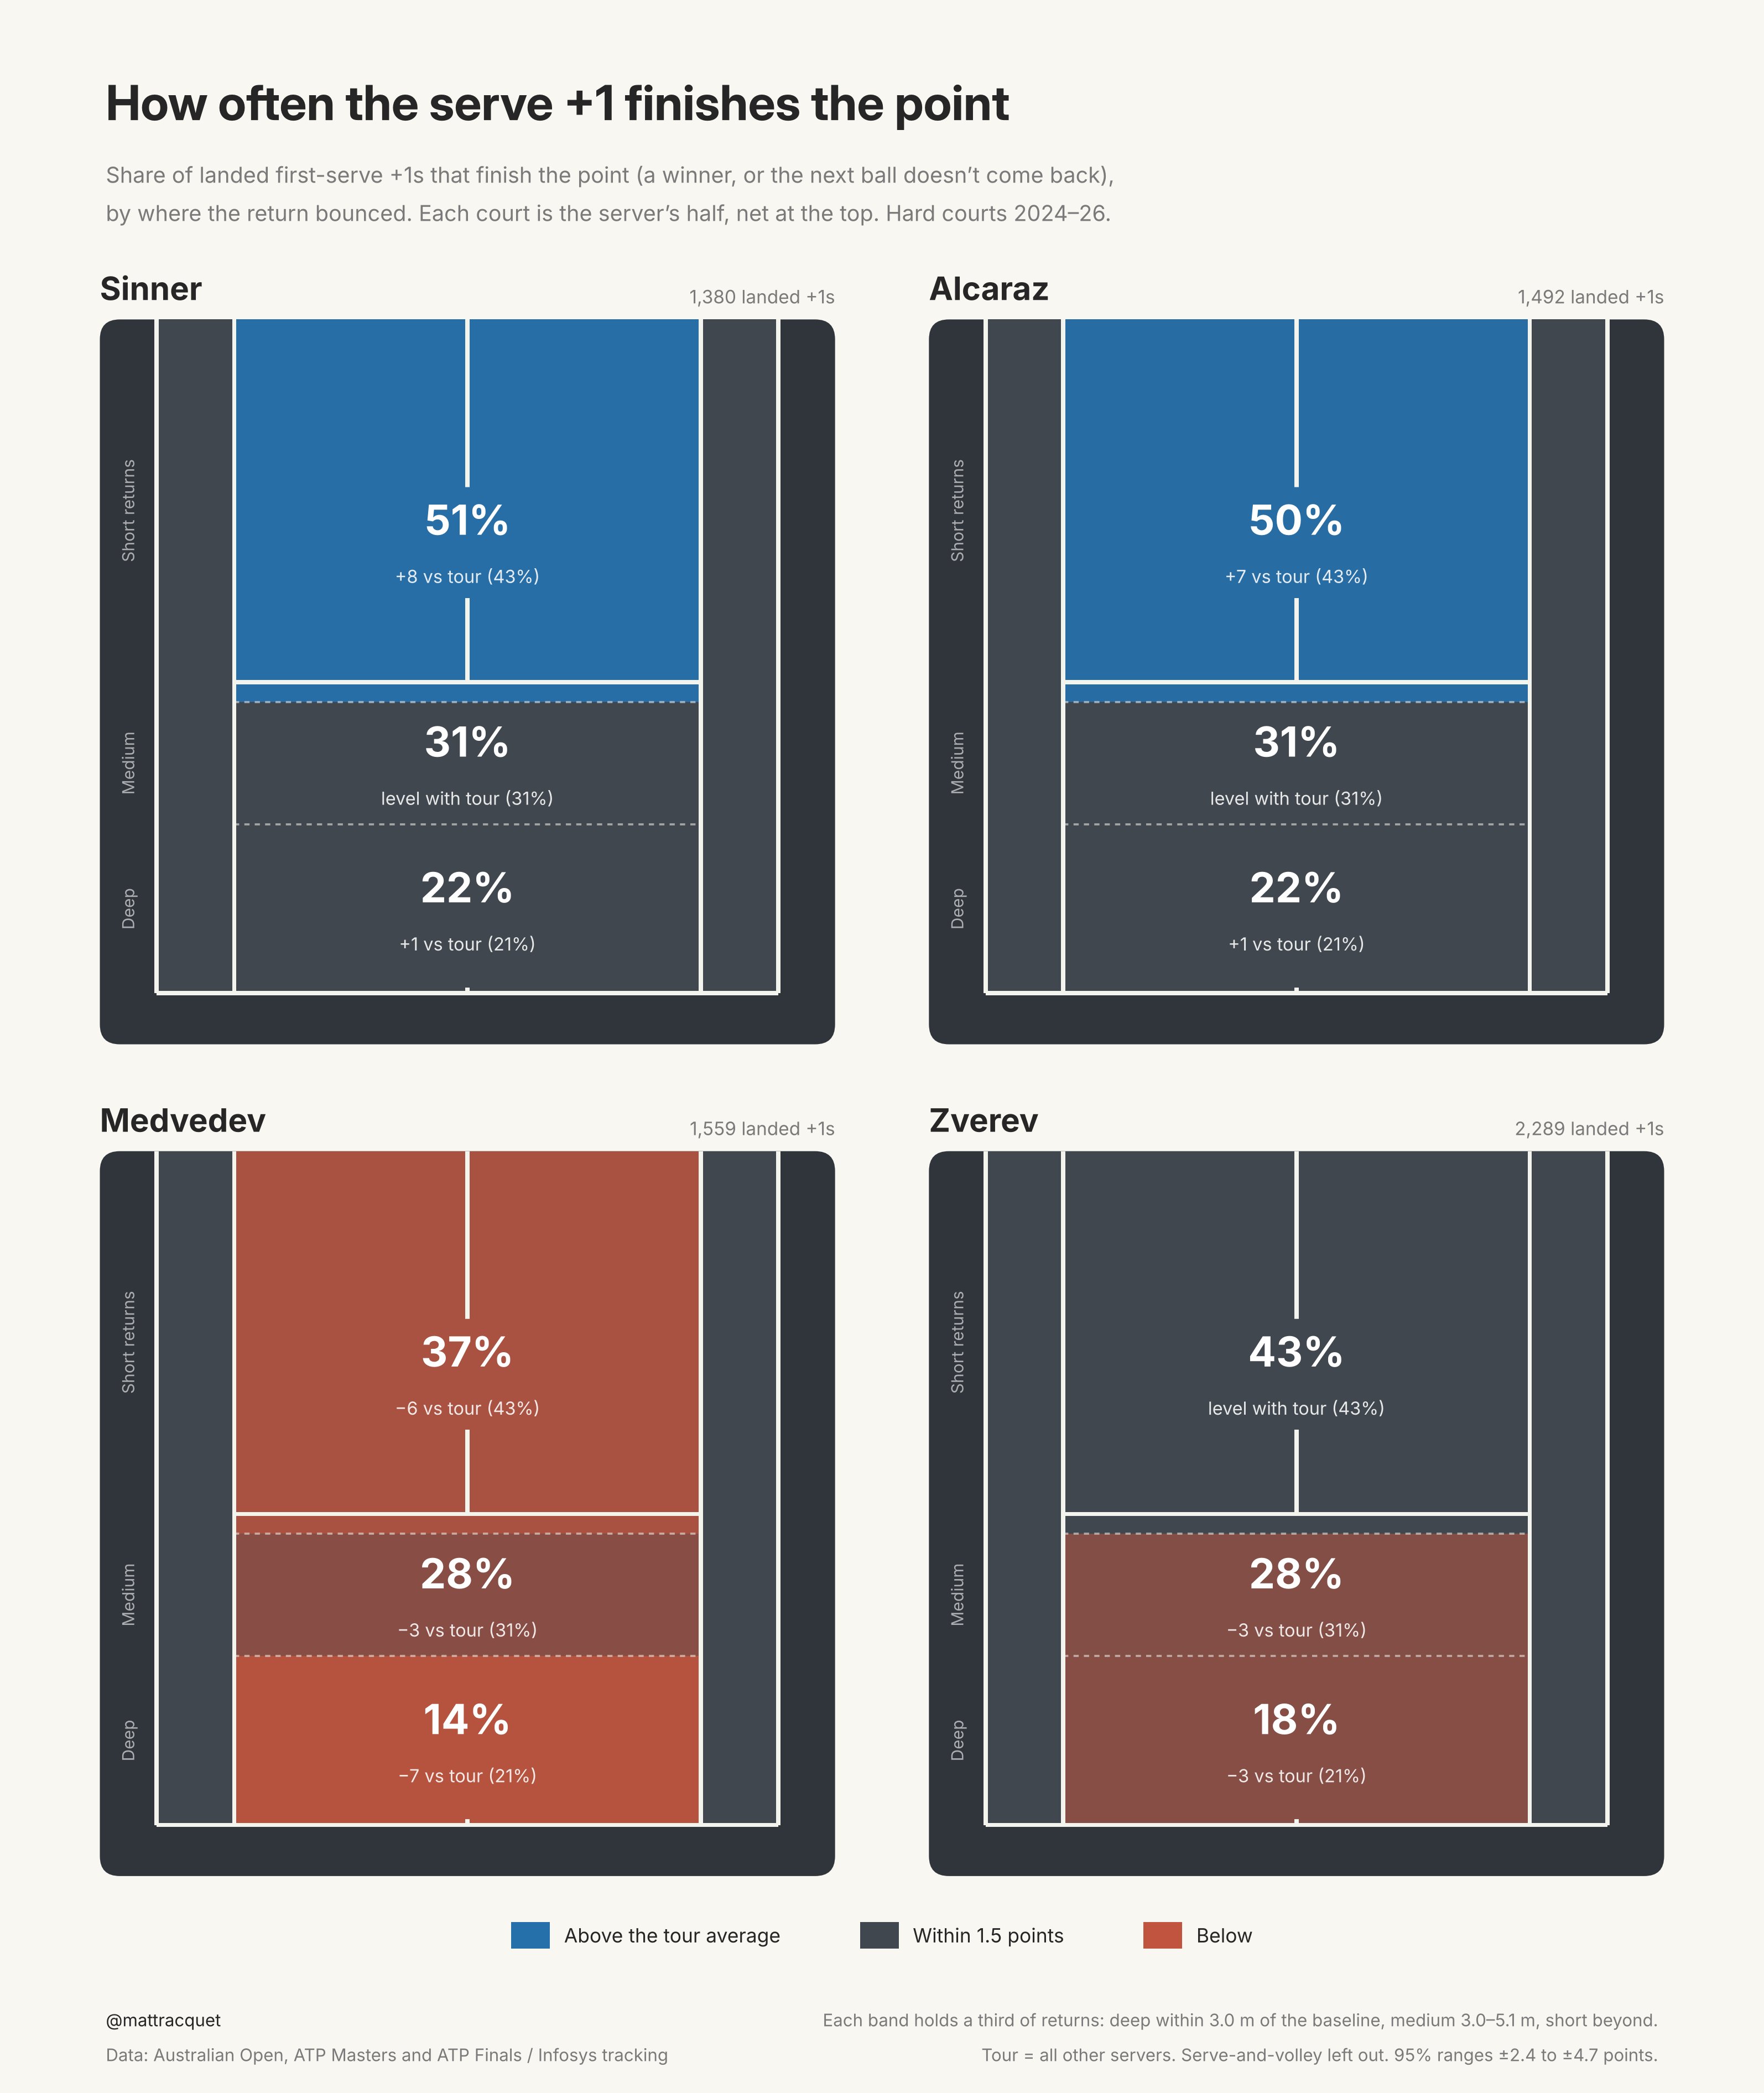 How often the serve +1 finishes the point
Share of landed first-serve +1s that finish the point (a winner, or the next ball doesn’t come back),
by where the return bounced. Each court is the server’s half, net at the top. Hard courts 2024–26.
Sinner
1,380 landed +1s
Short returns
51%
+8 vs tour (43%)
Medium
31%
level with tour (31%)
Deep
22%
+1 vs tour (21%)
Alcaraz
1,492 landed +1s
Short returns
50%
+7 vs tour (43%)
Medium
31%
level with tour (31%)
Deep
22%
+1 vs tour (21%)
Medvedev
1,559 landed +1s
Short returns
37%
−6 vs tour (43%)
Medium
28%
−3 vs tour (31%)
Deep
14%
−7 vs tour (21%)
Zverev
2,289 landed +1s
Short returns
43%
level with tour (43%)
Medium
28%
−3 vs tour (31%)
Deep
18%
−3 vs tour (21%)
Above the tour average
Within 1.5 points
Below
@mattracquet
Each band holds a third of returns: deep within 3.0 m of the baseline, medium 3.0–5.1 m, short beyond.
Data: Australian Open, ATP Masters and ATP Finals / Infosys tracking
Tour = all other servers. Serve-and-volley left out. 95% ranges ±2.4 to ±4.7 points.